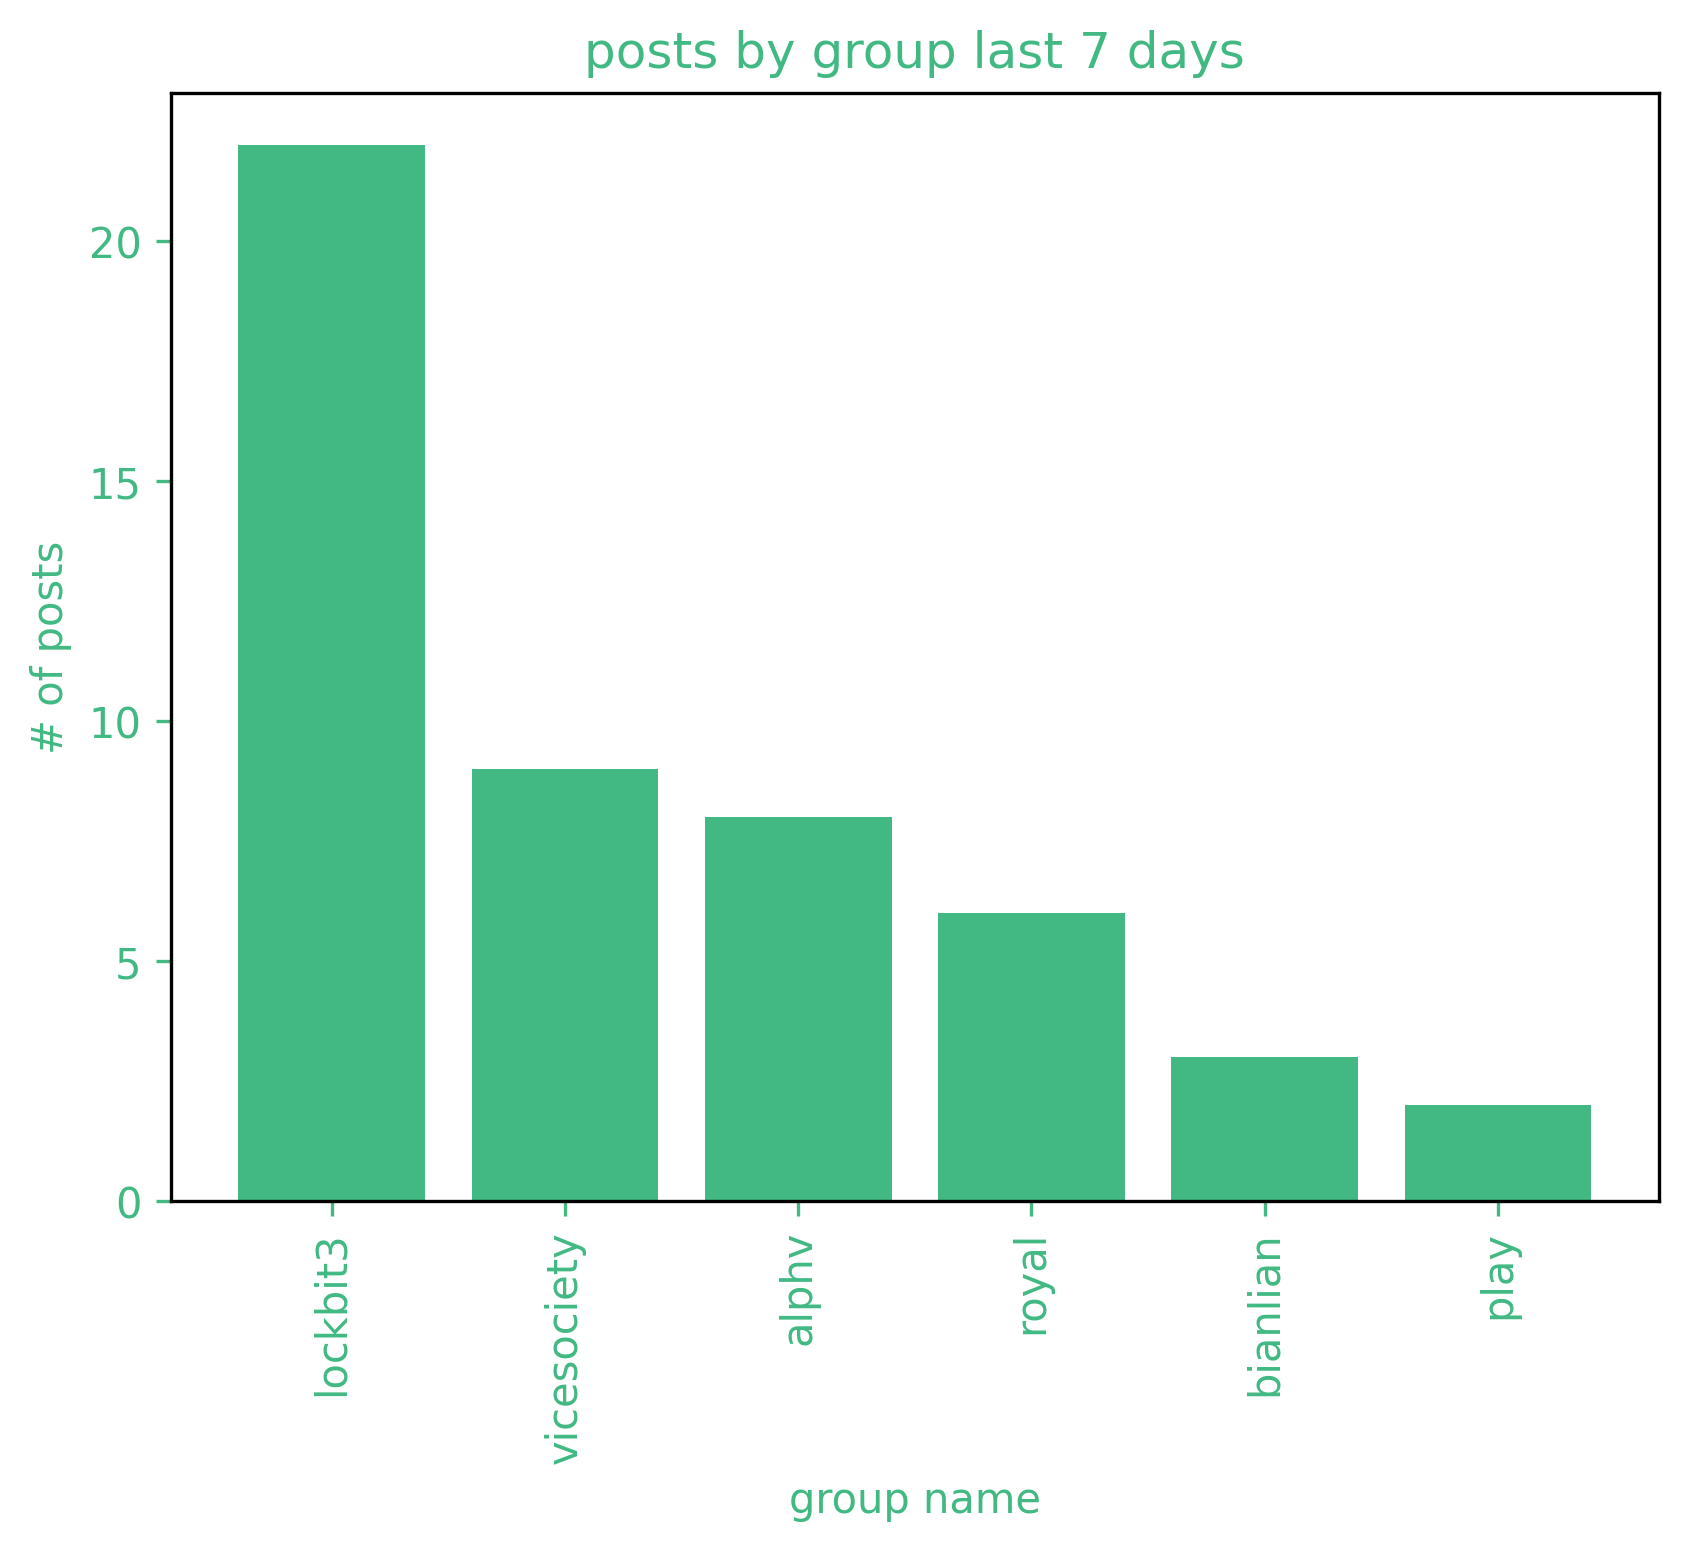 posts by group last 7 days
# of posts
20
15
10
5
0
lockbit3
vicesociety
alphv
royal
bianlian
play
group name